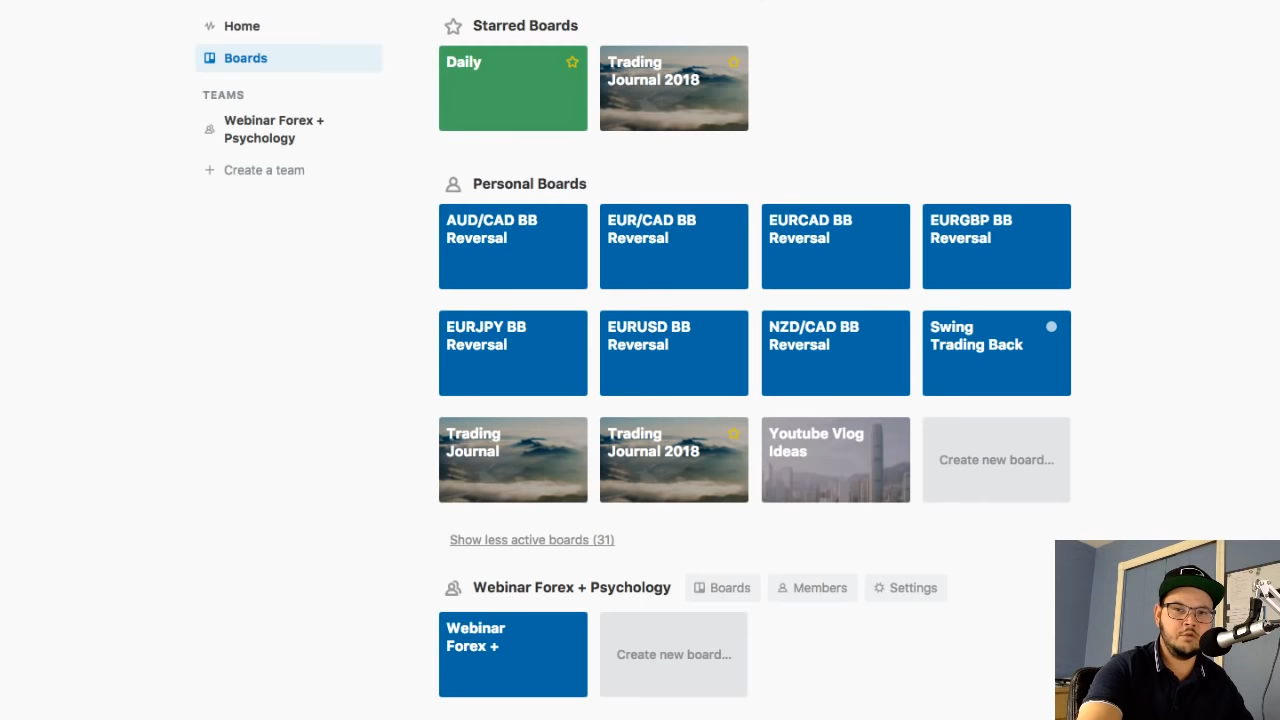 Home
Boards
TEAMS
Webinar Forex +
Psychology
Create a team
Starred Boards
Daily
Trading
Journal 2018
Personal Boards
AUD/CAD BB
Reversal
EUR/CAD BB
Reversal
EURCAD BB
Reversal
EURGBP BB
Reversal
EURJPY BB
Reversal
EURUSD BB
Reversal
NZD/CAD BB
Reversal
Swing
Trading Back
Trading
Journal
Trading
Journal 2018
Youtube Vlog
Ideas
Create new board...
Show less active boards (31)
Webinar Forex + Psychology
Boards
Members
Settings
Webinar
Forex +
Create new board...